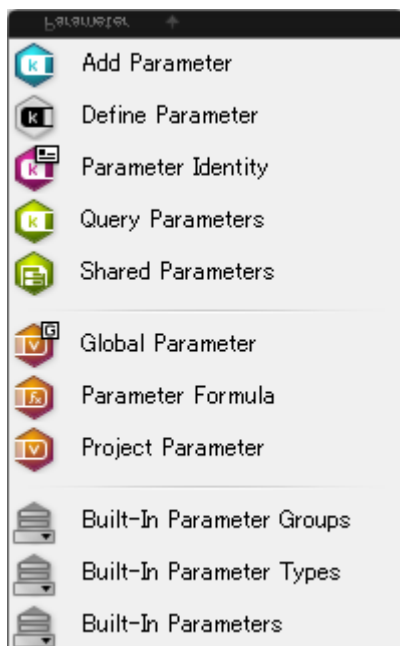 Parameter
Add Parameter
Define Parameter
Parameter Identity
Query Parameters
Shared Parameters
Global Parameter
Parameter Formula
Project Parameter
Built-In Parameter Groups
Built-In Parameter Types
Built-In Parameters